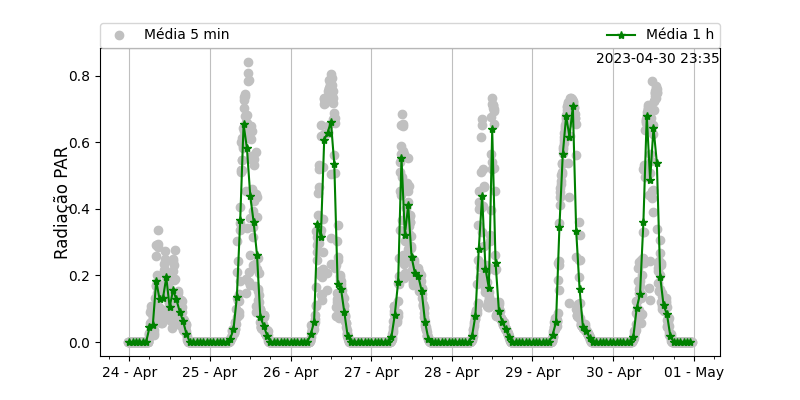 Média 5 min
Média 1 h
2023-04-30 23:35
Radiação PAR
0.8
0.6
0.4
0.2
0.0
24 - Apr
25 - Apr
26 - Apr
27 - Apr
28 - Apr
29 - Apr
30 - Apr
01 - May